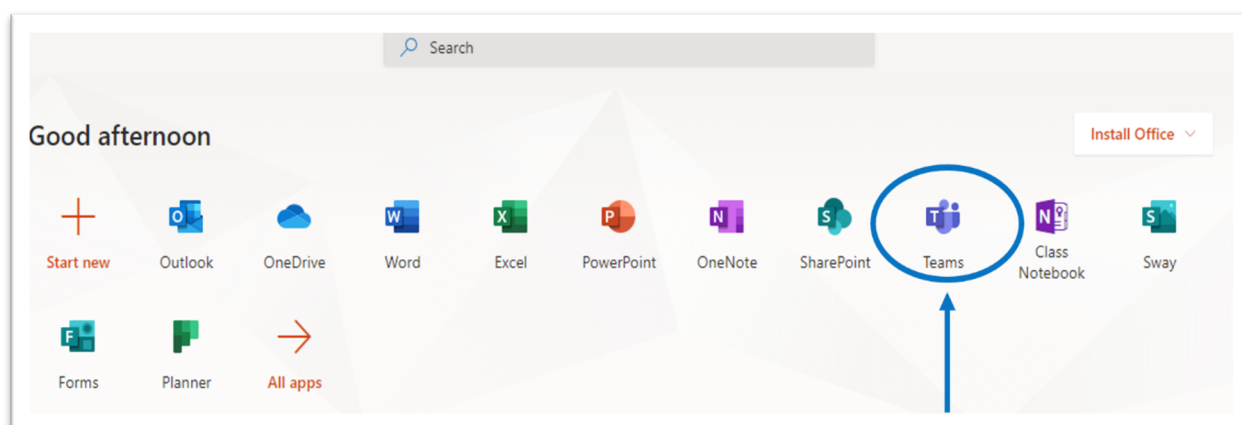 Search
Good afternoon
Install Office
Start new
Outlook
OneDrive
Word
Excel
PowerPoint
OneNote
SharePoint
Teams
Class
Notebook
Sway
Forms
Planner
All apps